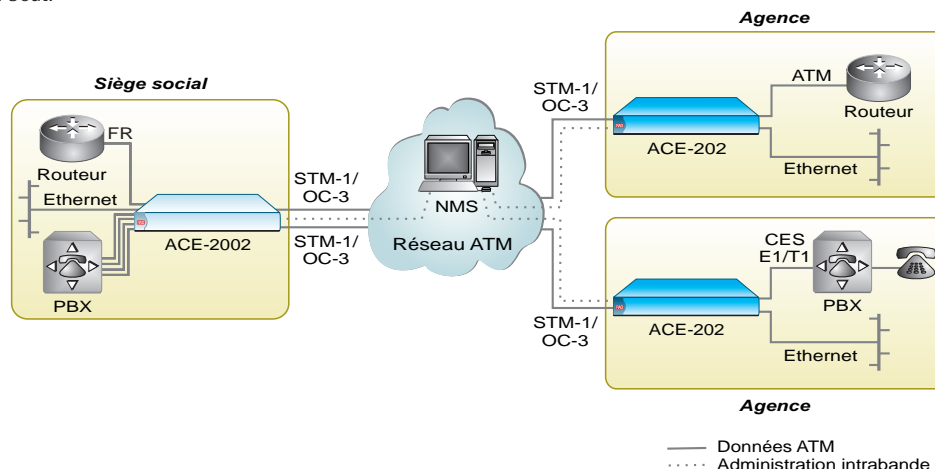 Agence
Siège social
FR
Routeur
Ethernet
ACE-2002
PBX
STM-1/
OC-3
STM-1/
OC-3
NMS
Réseau ATM
STM-1/
OC-3
ATM
Routeur
ACE-202
Ethernet
STM-1/
OC-3
CES
E1/T1
PBX
ACE-202
Ethernet
Agence
Données ATM
Administration intrabande